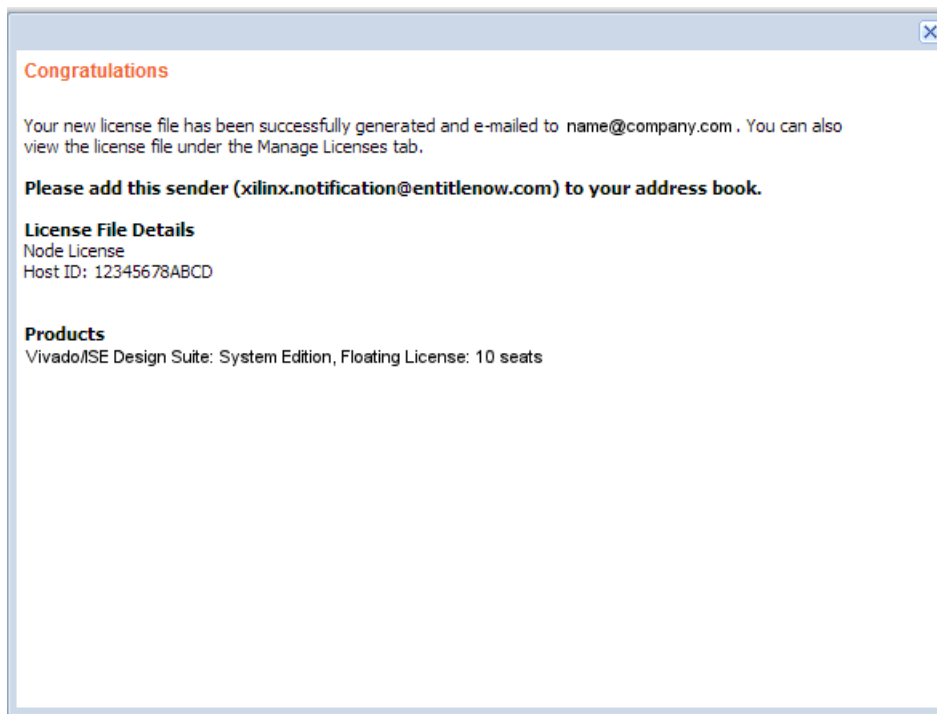 Congratulations
Your new license file has been successfully generated and e-mailed to name@company.com . You can also
view the license file under the Manage Licenses tab.
Please add this sender (xilinx.notification@entitlenow.com) to your address book.
License File Details
Node License
Host ID: 12345678ABCD
Products
Vivado/ISE Design Suite: System Edition, Floating License: 10 seats